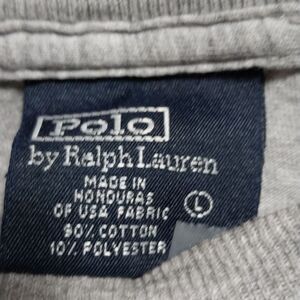 Polo
by Ralph Lauren
MADE IN
HONDURAS
OF USA FABRIC
L
90% COTTON
10% POLYESTER